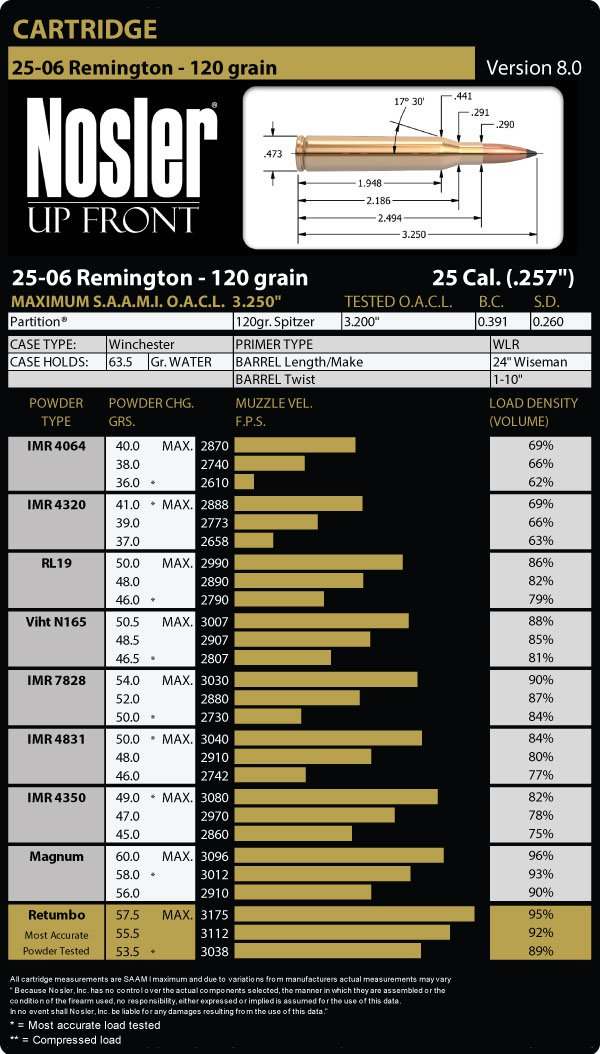 CARTRIDGE
25-06 Remington - 120 grain Version 8.0
Nosler®
UP FRONT
17° 30' .441
.291
.290
.473
1.948
2.186
2.494
3.250
25-06 Remington - 120 grain 25 Cal. (.257")
MAXIMUM S.A.A.M.I. O.A.C.L. 3.250" TESTED O.A.C.L. B.C. S.D.
Partition® 120gr. Spitzer 3.200" 0.391 0.260
CASE TYPE: Winchester PRIMER TYPE WLR
CASE HOLDS: 63.5 Gr. WATER BARREL Length/Make 24" Wiseman
BARREL Twist 1-10"
POWDER POWDER CHG. MUZZLE VEL. LOAD DENSITY
TYPE GRS. F.P.S. (VOLUME)
IMR 4064 40.0 MAX. 2870 69%
38.0 2740 66%
36.0 * 2610 62%
IMR 4320 41.0 * MAX. 2888 69%
39.0 2773 66%
37.0 2658 63%
RL19 50.0 MAX. 2990 86%
48.0 2890 82%
46.0 * 2790 79%
Viht N165 50.5 MAX. 3007 88%
48.5 2907 85%
46.5 * 2807 81%
IMR 7828 54.0 MAX. 3030 90%
52.0 2880 87%
50.0 * 2730 84%
IMR 4831 50.0 * MAX. 3040 84%
48.0 2910 80%
46.0 2742 77%
IMR 4350 49.0 * MAX. 3080 82%
47.0 2970 78%
45.0 2860 75%
Magnum 60.0 MAX. 3096 96%
58.0 * 3012 93%
56.0 2910 90%
Retumbo 57.5 MAX. 3175 95%
Most Accurate 55.5 3112 92%
Powder Tested 53.5 * 3038 89%
All cartridge measurements are SAAMI maximum and due to variations from manufacturers actual measurements may vary
" Because Nosler, Inc. has no control over the actual components selected, the manner in which they are assembled or the
condition of the firearm used, no responsibility, either expressed or implied is assumed for the use of this data.
In no event shall Nosler, Inc. be liable for any damages resulting from the use of this data."
* = Most accurate load tested
** = Compressed load